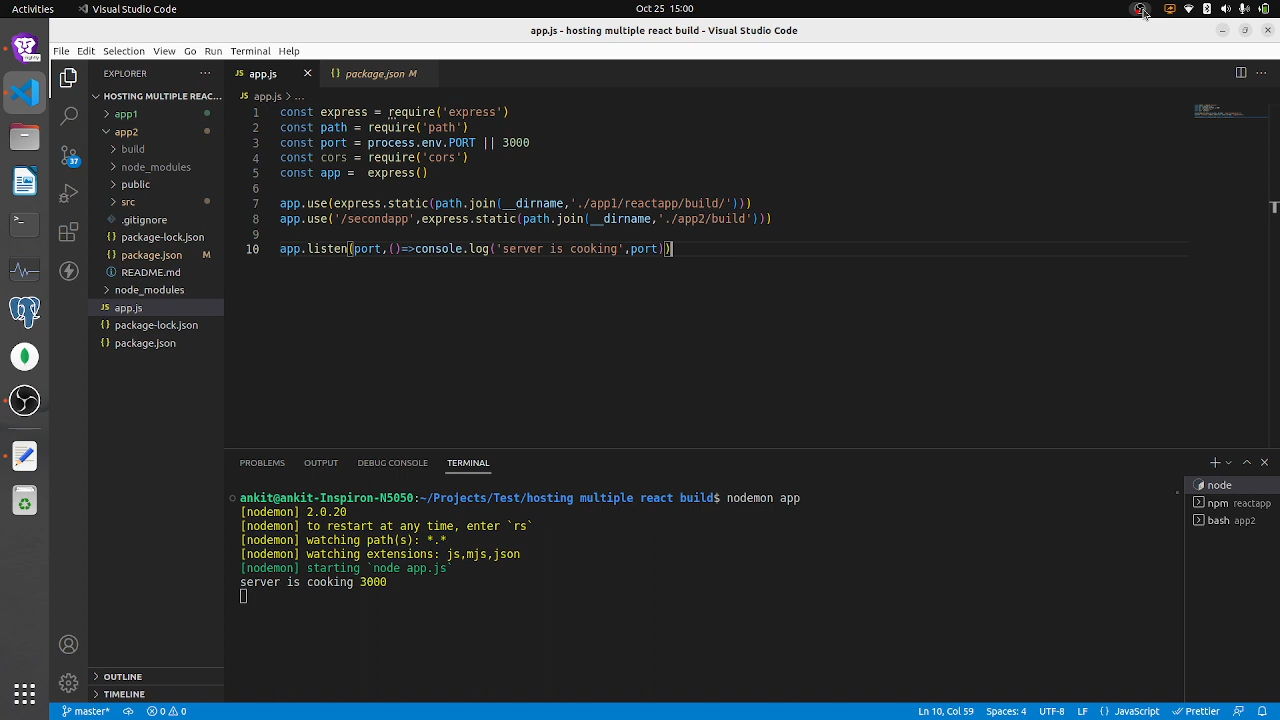 Activities
Visual Studio Code
Oct 25 15:00
app.js - hosting multiple react build - Visual Studio Code
File Edit Selection View Go Run Terminal Help
EXPLORER
HOSTING MULTIPLE REAC...
app1
app2
build
node_modules
public
src
.gitignore
package-lock.json
package.json M
README.md
node_modules
JS app.js
package-lock.json
package.json
OUTLINE
TIMELINE
37
JS app.js
{} package.json M
JS app.js > ...
1 const express = require('express')
2 const path = require('path')
3 const port = process.env.PORT || 3000
4 const cors = require('cors')
5 const app =  express()
6
7 app.use(express.static(path.join(__dirname,'./app1/reactapp/build/')))
8 app.use('/secondapp',express.static(path.join(__dirname,'./app2/build')))
9
10 app.listen(port,()=>console.log('server is cooking',port))
PROBLEMS OUTPUT DEBUG CONSOLE TERMINAL
ankit@ankit-Inspiron-N5050:~/Projects/Test/hosting multiple react build$ nodemon app
[nodemon] 2.0.20
[nodemon] to restart at any time, enter `rs`
[nodemon] watching path(s): *.*
[nodemon] watching extensions: js,mjs,json
[nodemon] starting `node app.js`
server is cooking 3000
node
npm reactapp
bash app2
master*
0 0
Ln 10, Col 59
Spaces: 4
UTF-8
LF
{} JavaScript
Prettier